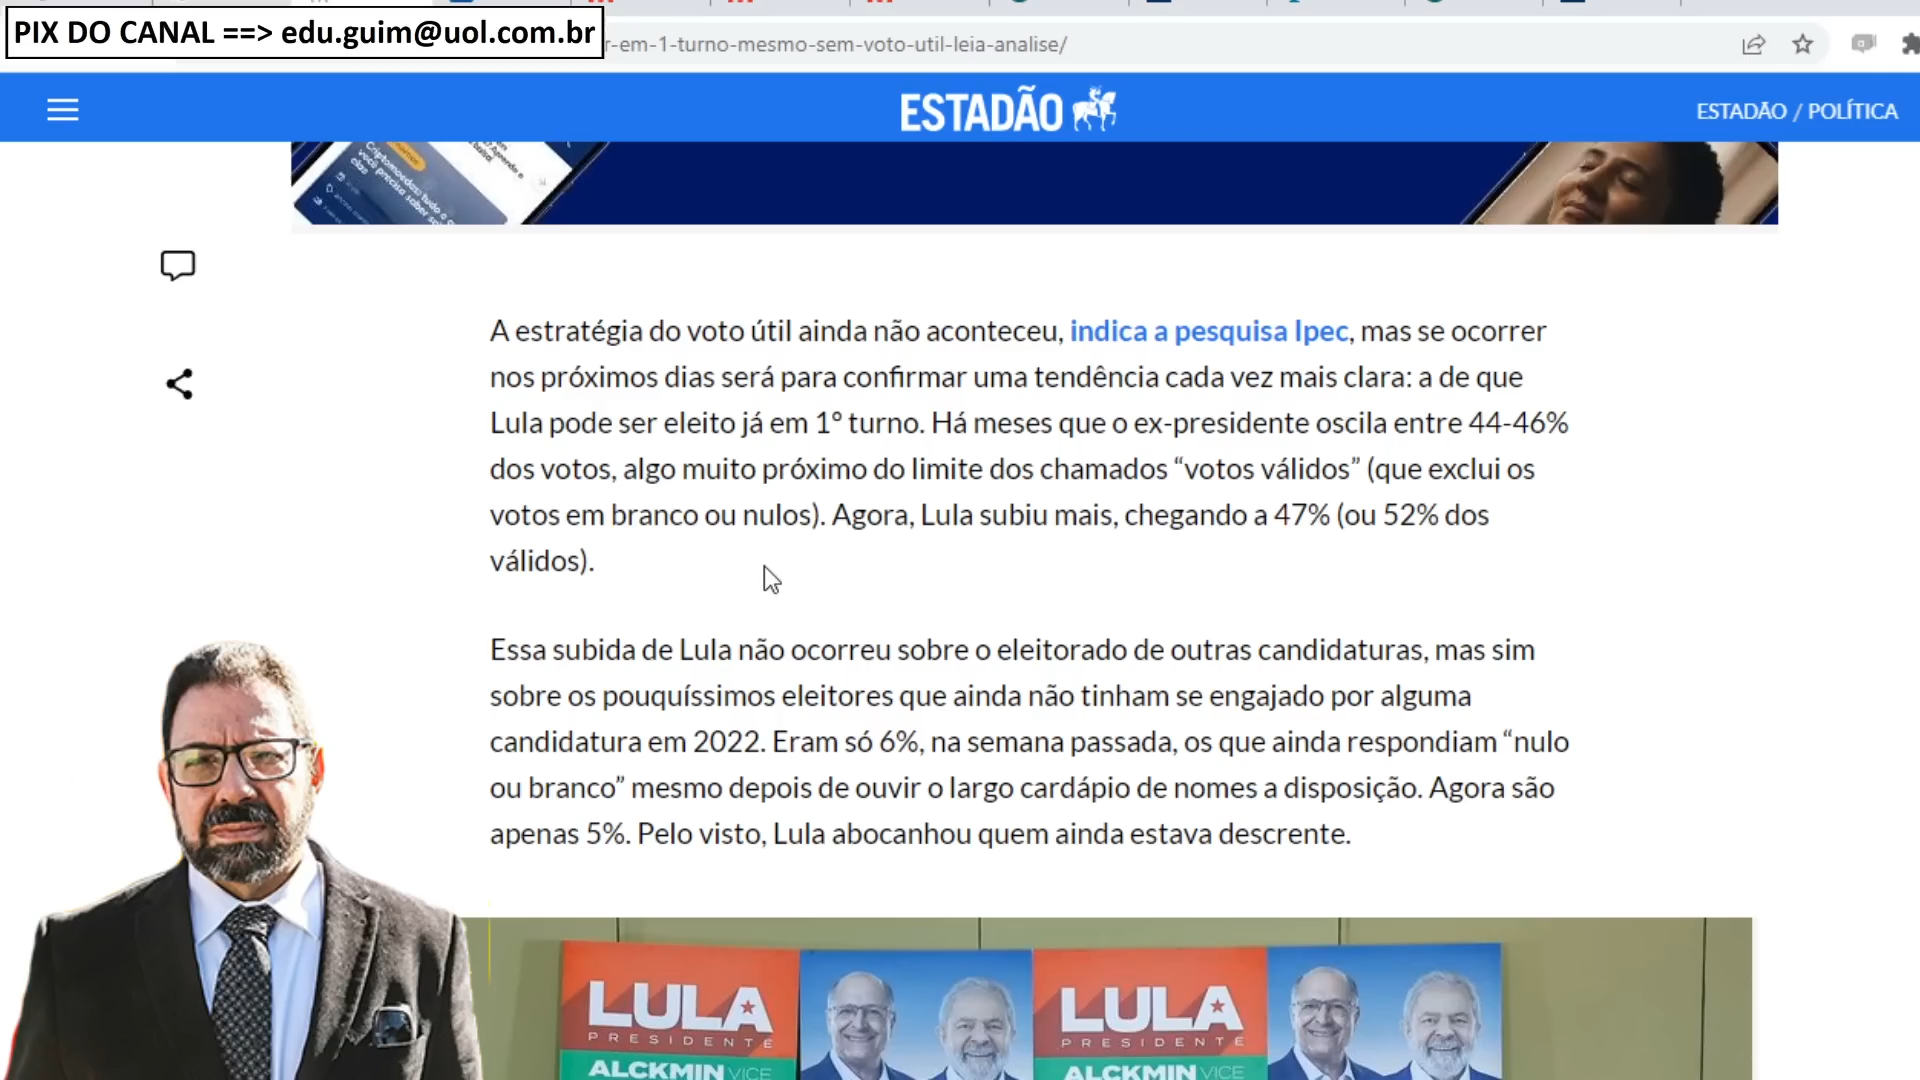 PIX DO CANAL ==> edu.guim@uol.com.br
r-em-1-turno-mesmo-sem-voto-util-leia-analise/
ESTADÃO
ESTADÃO / POLÍTICA
Criptomoedas: tudo o q
você precisa saber so
elas
A estratégia do voto útil ainda não aconteceu, indica a pesquisa Ipec, mas se ocorrer
nos próximos dias será para confirmar uma tendência cada vez mais clara: a de que
Lula pode ser eleito já em 1º turno. Há meses que o ex-presidente oscila entre 44-46%
dos votos, algo muito próximo do limite dos chamados “votos válidos” (que exclui os
votos em branco ou nulos). Agora, Lula subiu mais, chegando a 47% (ou 52% dos
válidos).
Essa subida de Lula não ocorreu sobre o eleitorado de outras candidaturas, mas sim
sobre os pouquíssimos eleitores que ainda não tinham se engajado por alguma
candidatura em 2022. Eram só 6%, na semana passada, os que ainda respondiam “nulo
ou branco” mesmo depois de ouvir o largo cardápio de nomes a disposição. Agora são
apenas 5%. Pelo visto, Lula abocanhou quem ainda estava descrente.
LULA
PRESIDENTE
ALCKMIN VICE
LULA
PRESIDENTE
ALCKMIN VICE